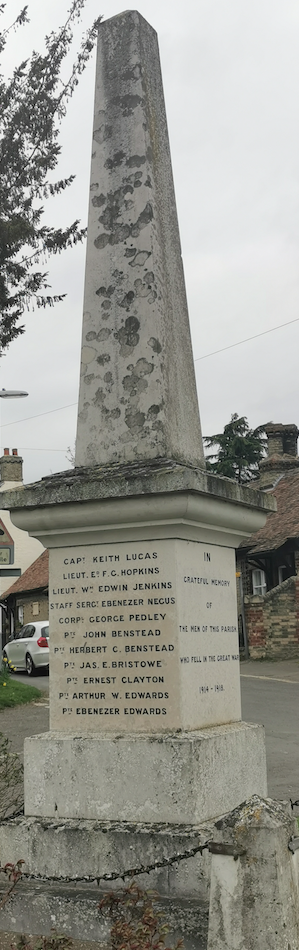 CAPT KEITH LUCAS
LIEUT. ED F. G. HOPKINS
LIEUT. WM EDWIN JENKINS
STAFF SERGT EBENEZER NEGUS
CORPL GEORGE PEDLEY
PTE JOHN BENSTEAD
PTE HERBERT C. BENSTEAD
PTE JAS. E. BRISTOWE
PTE ERNEST CLAYTON
PTE ARTHUR W. EDWARDS
PTE EBENEZER EDWARDS
IN
GRATEFUL MEMORY
OF
THE MEN OF THIS PARISH
WHO FELL IN THE GREAT WAR
1914-1918.